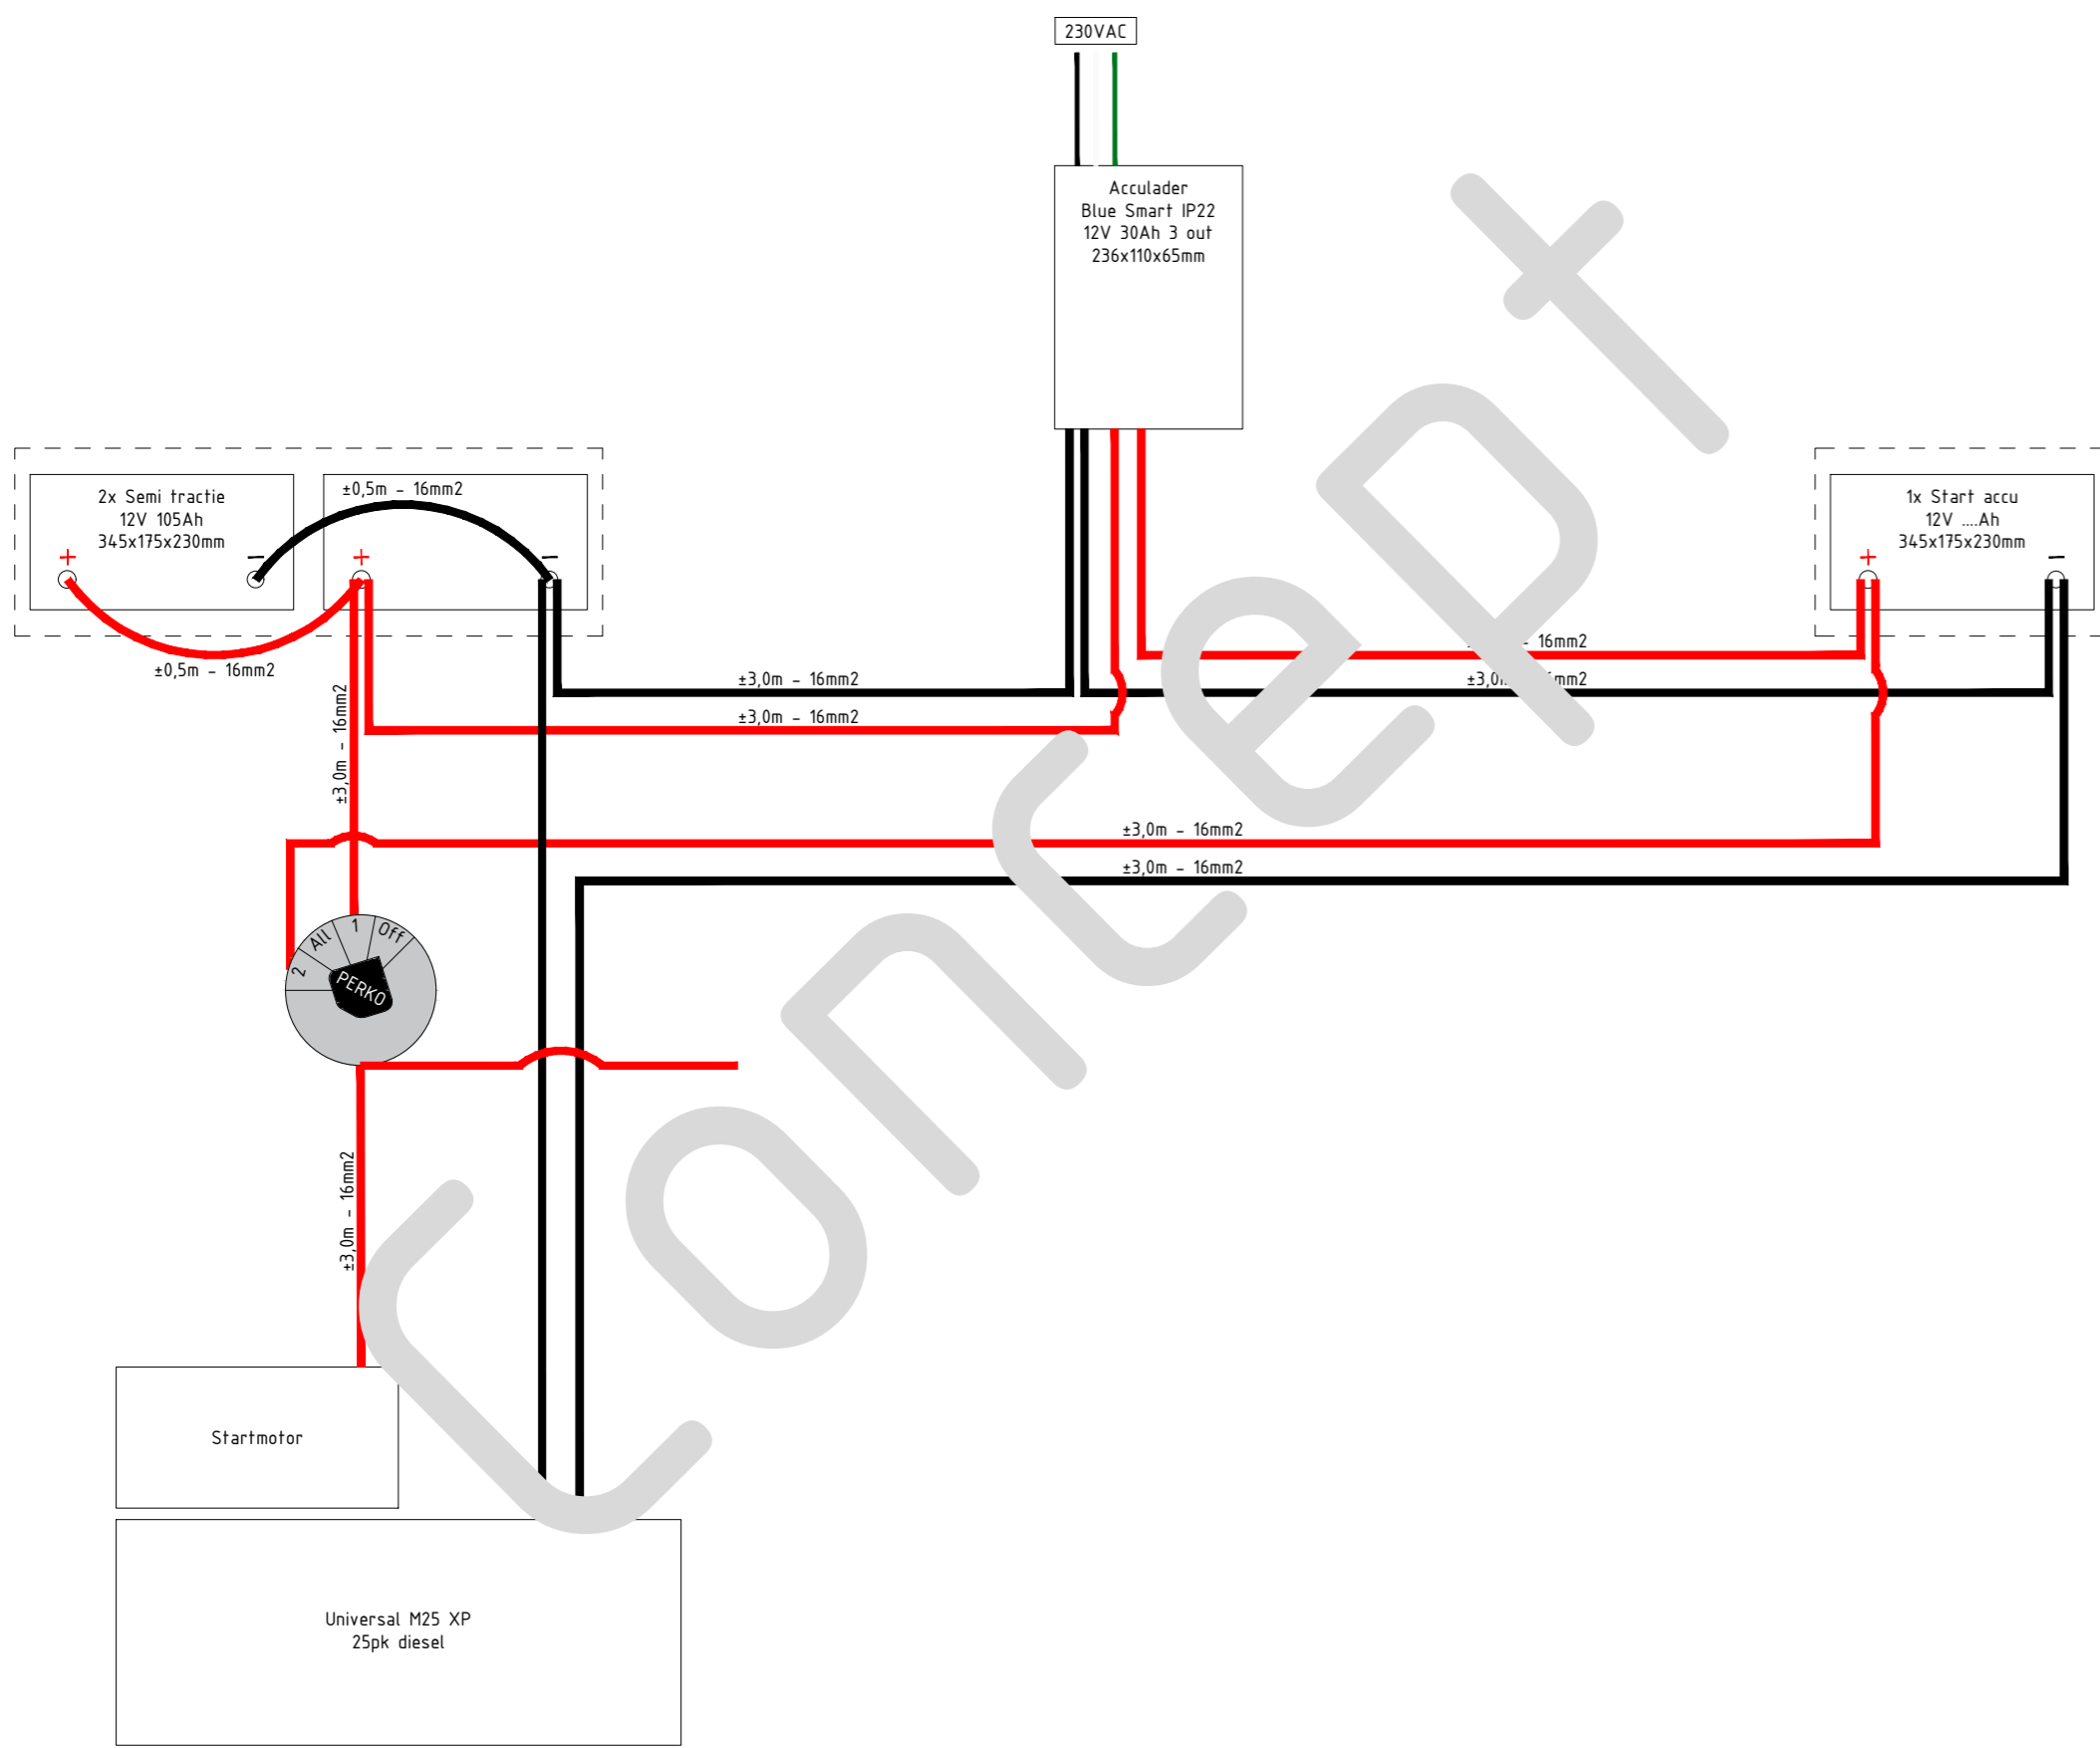 230VAC
Acculader
Blue Smart IP22
12V 30Ah 3 out
236x110x65mm
2x Semi tractie
12V 105Ah
345x175x230mm
+
−
+
−
±0,5m - 16mm2
±0,5m - 16mm2
1x Start accu
12V ....Ah
345x175x230mm
+
−
- 16mm2
±3,0m - 16mm2
±3,0m - 16mm2
±3,0m 16mm2
±3,0m - 16mm2
±3,0m - 16mm2
±3,0m - 16mm2
2
All
1
Off
PERKO
±3,0m - 16mm2
Startmotor
Universal M25 XP
25pk diesel
Concept